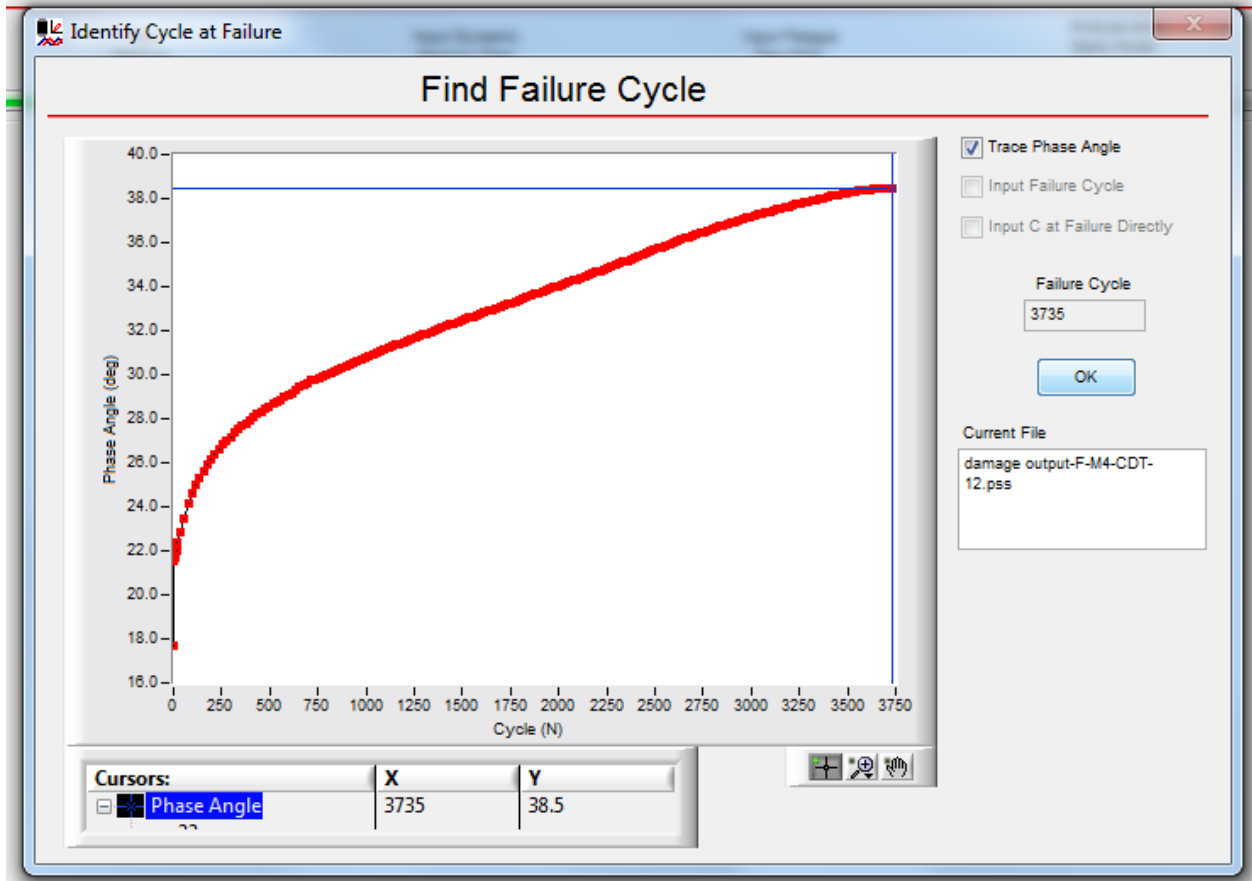 Identify Cycle at Failure
Find Failure Cycle
40.0
38.0
36.0
34.0
32.0
30.0
28.0
26.0
24.0
22.0
20.0
18.0
16.0
Phase Angle (deg)
0 250 500 750 1000 1250 1500 1750 2000 2250 2500 2750 3000 3250 3500 3750
Cycle (N)
Cursors: X Y
Phase Angle 3735 38.5
Trace Phase Angle
Input Failure Cycle
Input C at Failure Directly
Failure Cycle
3735
OK
Current File
damage output-F-M4-CDT-
12.pss